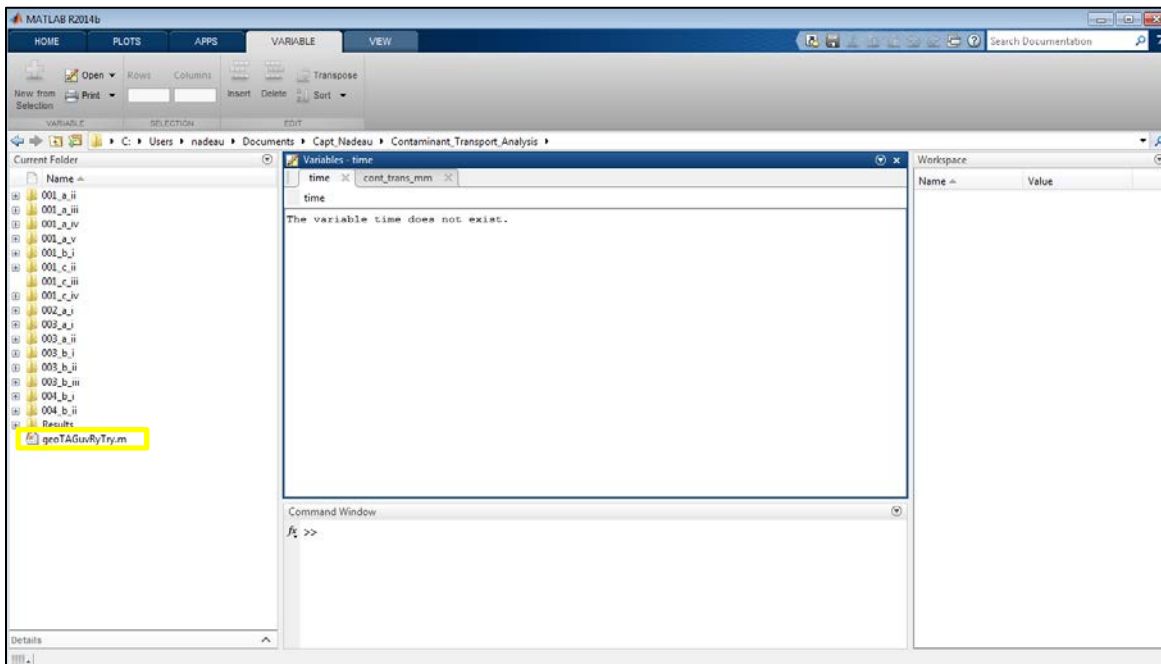 MATLAB R2014b
HOME PLOTS APPS VARIABLE VIEW Search Documentation
Open Rows Columns Transpose
New from Selection Print Insert Delete Sort
VARIABLE SELECTION EDIT
C: Users nadeau Documents Capt_Nadeau Contaminant_Transport_Analysis
Current Folder
Name
001_a_ii
001_a_iii
001_a_iv
001_a_v
001_b_i
001_c_ii
001_c_iii
001_c_iv
002_a_i
003_a_i
003_a_ii
003_b_i
003_b_ii
003_b_iii
004_b_i
004_b_ii
Results
geoTAGuvRyTry.m
Details
Variables - time
time cont_trans_mm
time
The variable time does not exist.
Command Window
fx >>
Workspace
Name Value